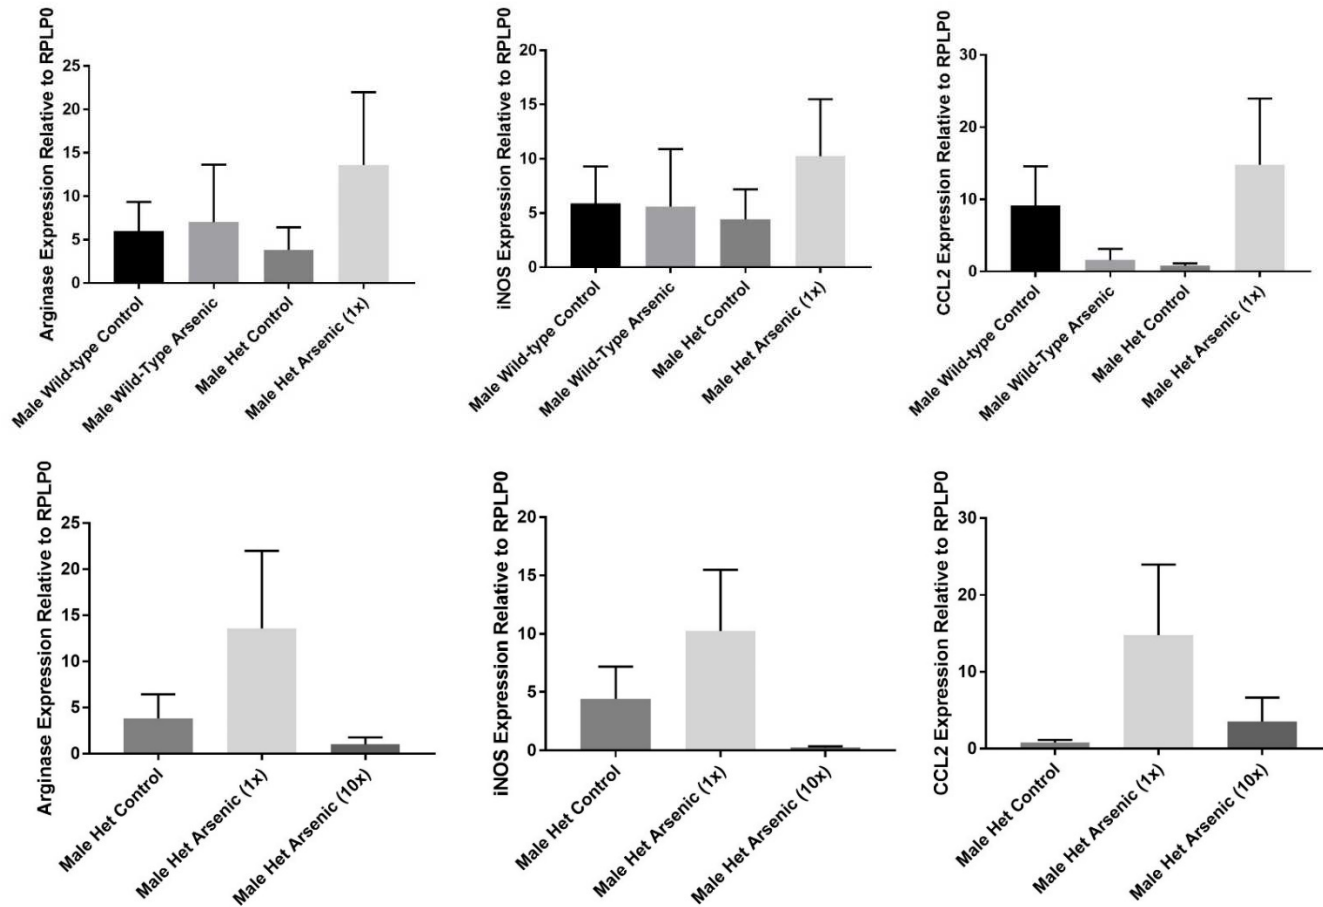 Arginase Expression Relative to RPLP0
25
20
15
10
5
0
Male Wild-type Control
Male Wild-Type Arsenic
Male Het Control
Male Het Arsenic (1x)
iNOS Expression Relative to RPLP0
20
15
10
5
0
Male Wild-type Control
Male Wild-Type Arsenic
Male Het Control
Male Het Arsenic (1x)
CCL2 Expression Relative to RPLP0
30
20
10
0
Male Wild-type Control
Male Wild-Type Arsenic
Male Het Control
Male Het Arsenic (1x)
Arginase Expression Relative to RPLP0
25
20
15
10
5
0
Male Het Control
Male Het Arsenic (1x)
Male Het Arsenic (10x)
iNOS Expression Relative to RPLP0
20
15
10
5
0
Male Het Control
Male Het Arsenic (1x)
Male Het Arsenic (10x)
CCL2 Expression Relative to RPLP0
30
20
10
0
Male Het Control
Male Het Arsenic (1x)
Male Het Arsenic (10x)